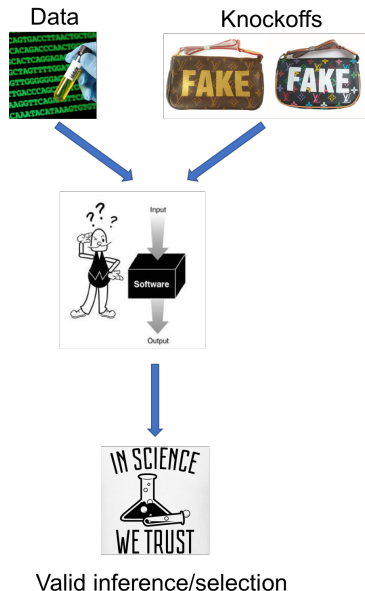 Data
Knockoffs
FAKE
FAKE
? ? ?
Input
Software
Output
IN SCIENCE
WE TRUST
Valid inference/selection